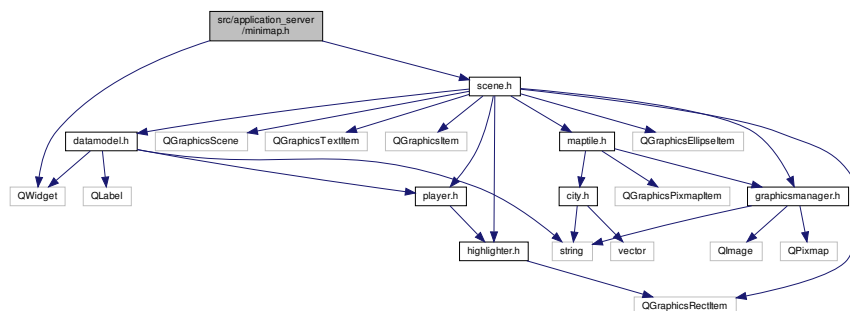 src/application_server
/minimap.h
scene.h
datamodel.h
QGraphicsScene
QGraphicsTextItem
QGraphicsItem
maptile.h
QGraphicsEllipseItem
QWidget
QLabel
player.h
city.h
QGraphicsPixmapItem
graphicsmanager.h
highlighter.h
string
vector
QImage
QPixmap
QGraphicsRectItem